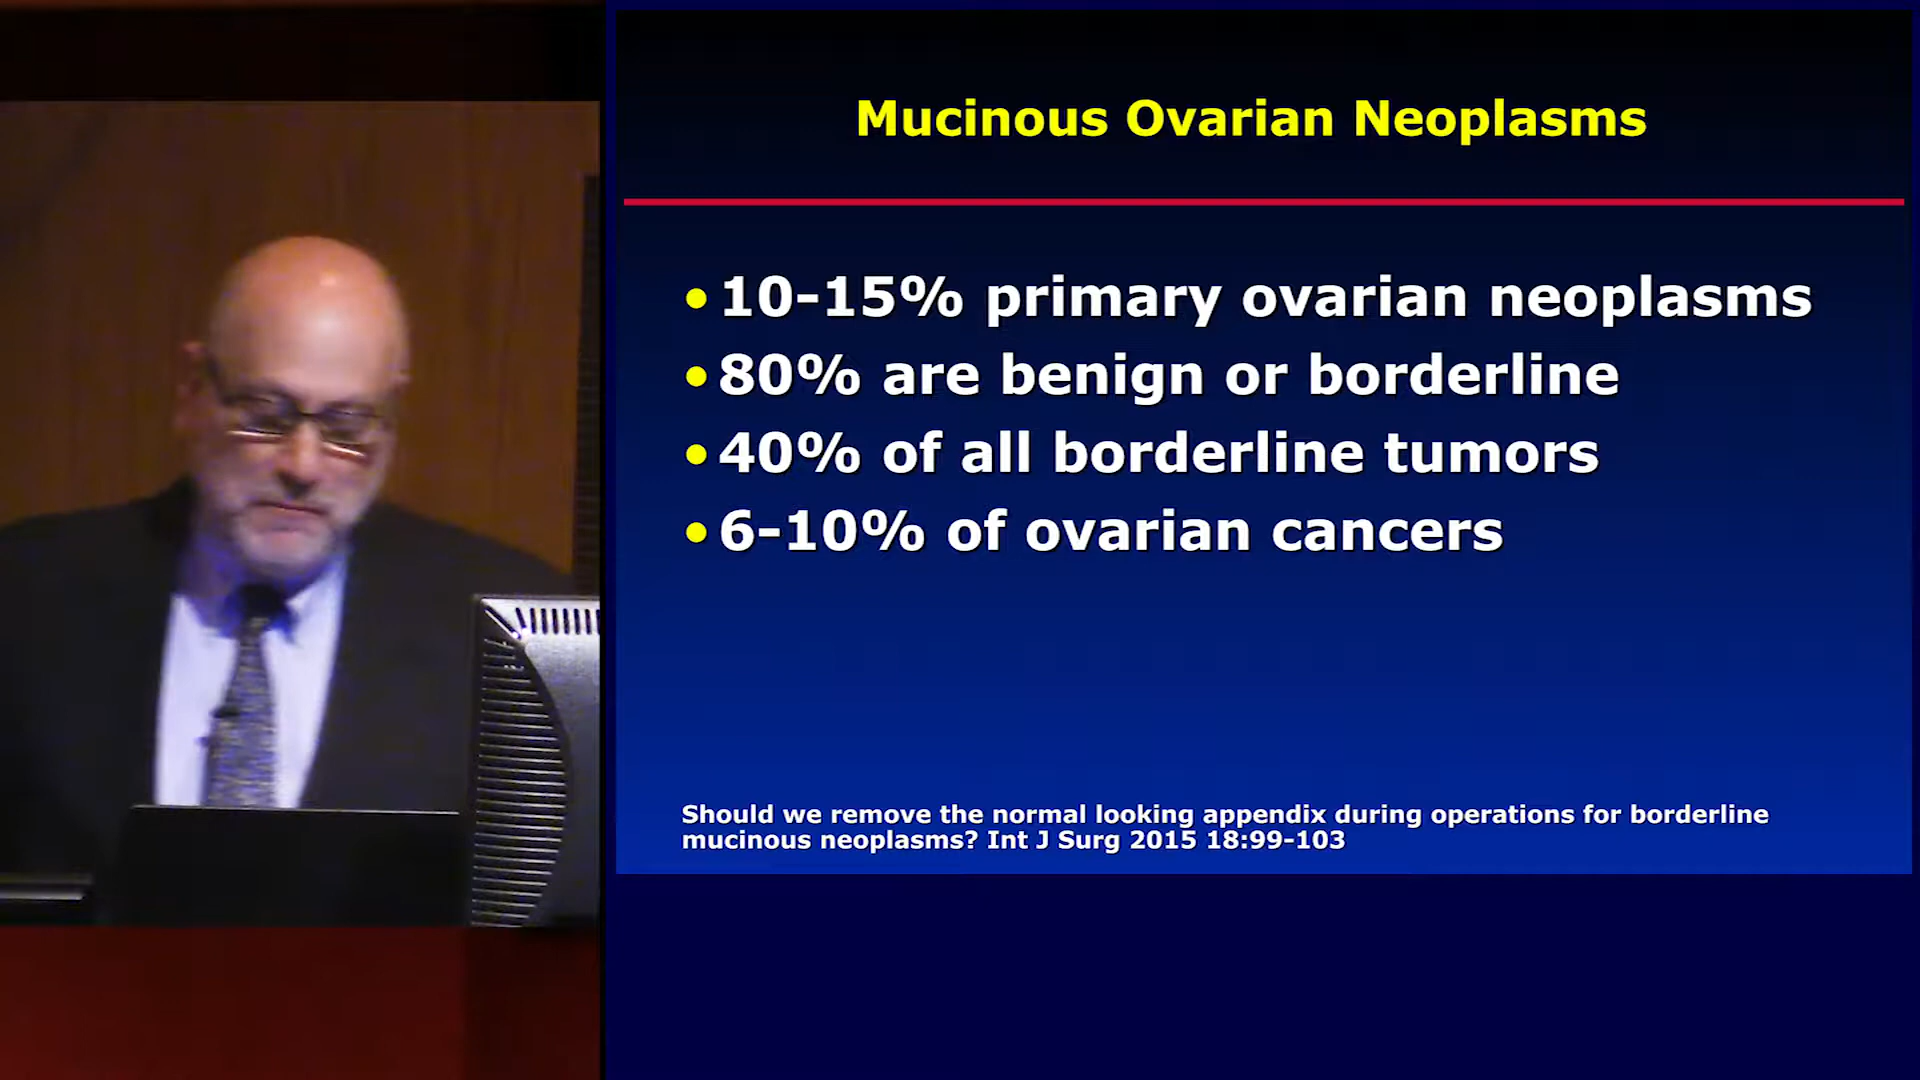 Mucinous Ovarian Neoplasms
•10-15% primary ovarian neoplasms
•80% are benign or borderline
•40% of all borderline tumors
•6-10% of ovarian cancers
Should we remove the normal looking appendix during operations for borderline
mucinous neoplasms? Int J Surg 2015 18:99-103